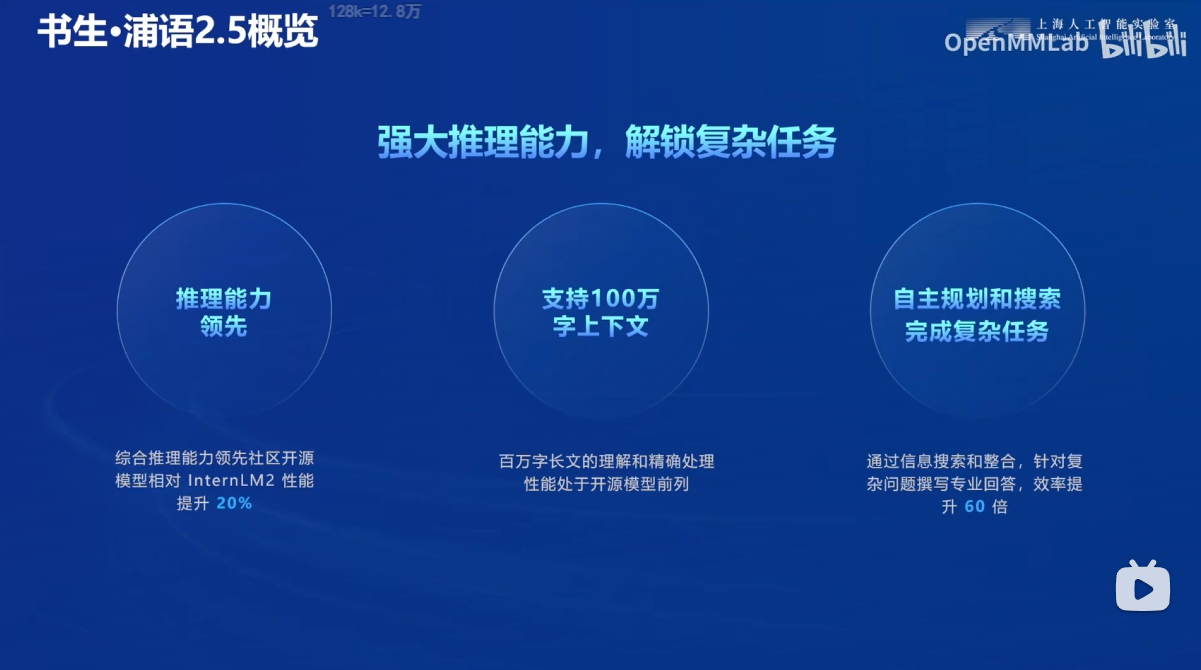 书生•浦语2.5概览
128k=12.8万
上海人工智能实验室
Shanghai Artificial Intelligence Laboratory
OpenMMLab bilibili
强大推理能力，解锁复杂任务
推理能力
领先
支持100万
字上下文
自主规划和搜索
完成复杂任务
综合推理能力领先社区开源
模型相对 InternLM2 性能
提升 20%
百万字长文的理解和精确处理
性能处于开源模型前列
通过信息搜索和整合，针对复
杂问题撰写专业回答，效率提
升 60 倍